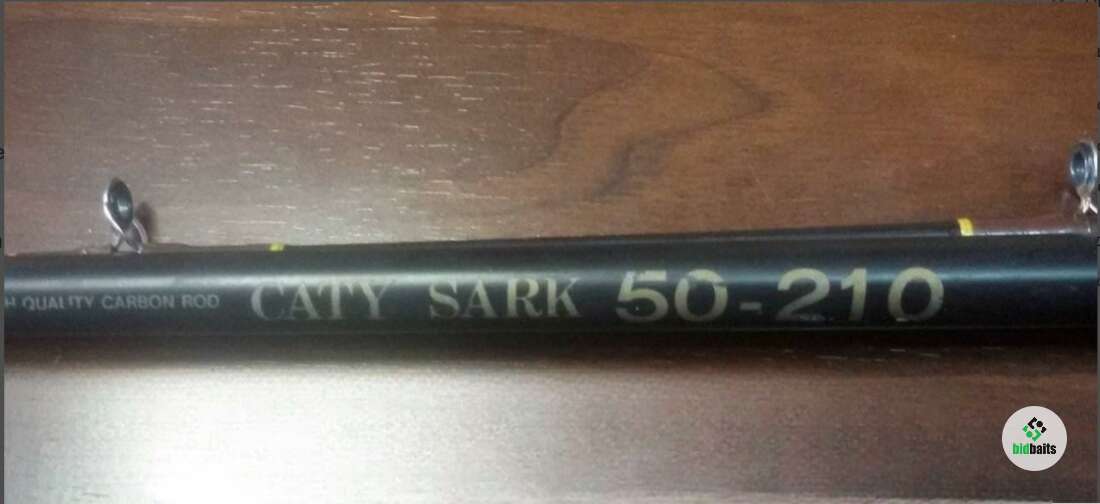 H QUALITY CARBON ROD CATY SARK 50-210
bidbaits